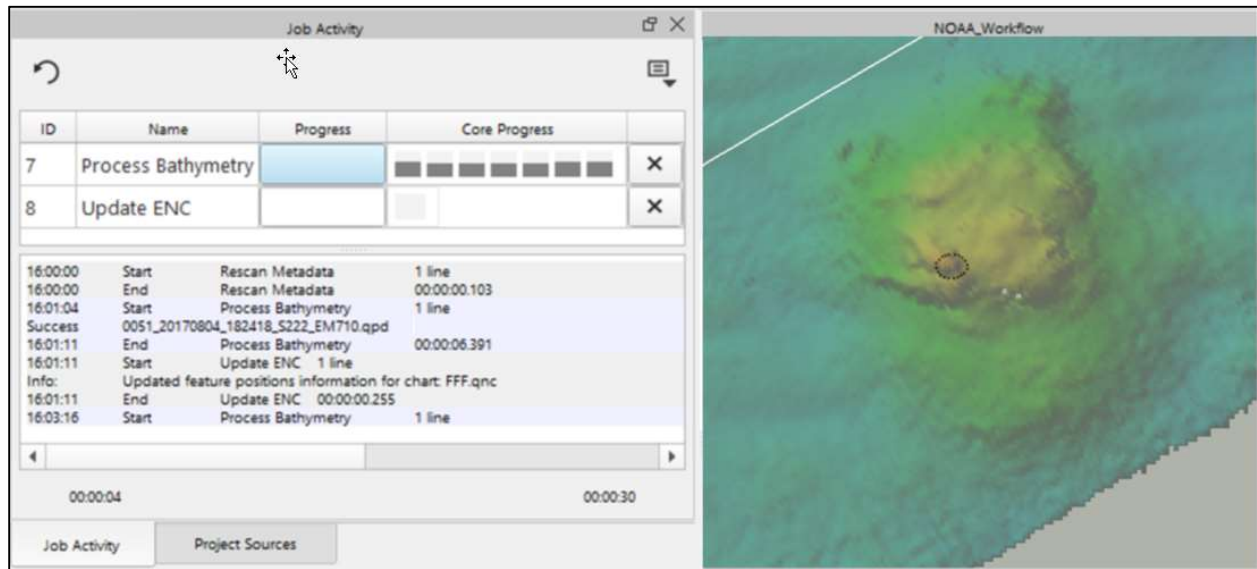 Job Activity
NOAA_Workflow
ID Name Progress Core Progress
7 Process Bathymetry
8 Update ENC
16:00:00 Start Rescan Metadata 1 line
16:00:00 End Rescan Metadata 00:00:00.103
16:01:04 Start Process Bathymetry 1 line
Success 0051_20170804_182418_S222_EM710.qpd
16:01:11 End Process Bathymetry 00:00:06.391
16:01:11 Start Update ENC 1 line
Info: Updated feature positions information for chart: FFF.qnc
16:01:11 End Update ENC 00:00:00.255
16:03:16 Start Process Bathymetry 1 line
00:00:04 00:00:30
Job Activity Project Sources